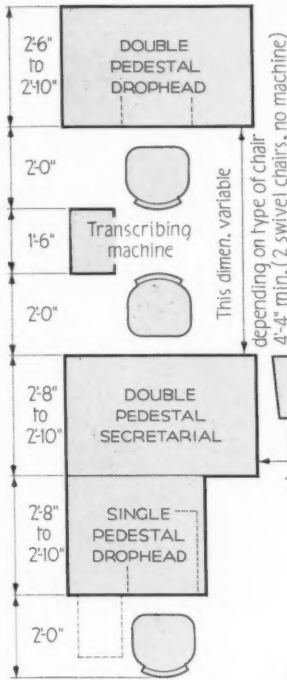 2'-6"
to
2'-10"
DOUBLE
PEDESTAL
DROPHEAD
2'-0"
1'-6"
Transcribing
machine
2'-0"
This dimen. variable
depending on type of chair
4'-4" min. (2 swivel chairs, no machine)
2'-8"
to
2'-10"
DOUBLE
PEDESTAL
SECRETARIAL
2'-8"
to
2'-10"
SINGLE
PEDESTAL
DROPHEAD
2'-0"